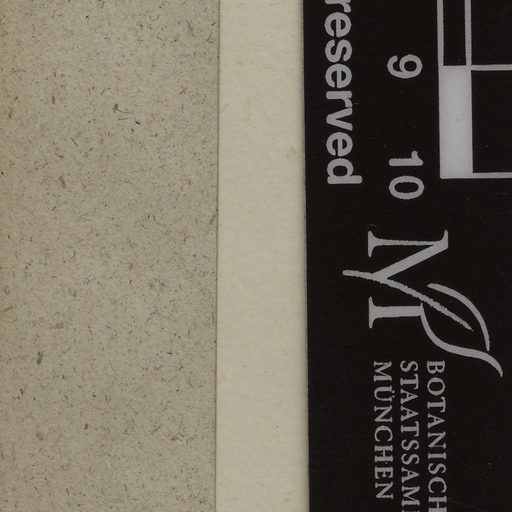 reserved
9
10
M
BOTANISCH
STAATSSAM
MÜNCHEN